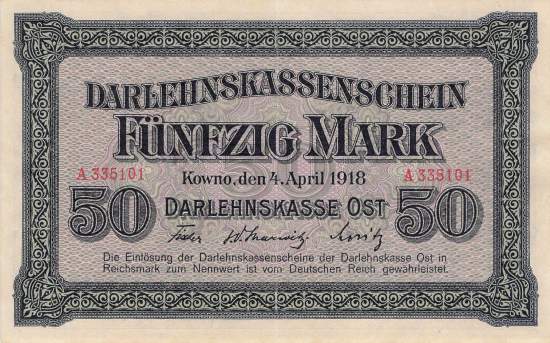 DARLEHNSKASSENSCHEIN
FÜNFZIG MARK
A 335101 A 335101
Kowno, den 4. April 1918
50 DARLEHNSKASSE OST 50
Die Einlösung der Darlehnskassenscheine der Darlehnskasse Ost in
Reichsmark zum Nennwert ist vom Deutschen Reich gewährleistet.